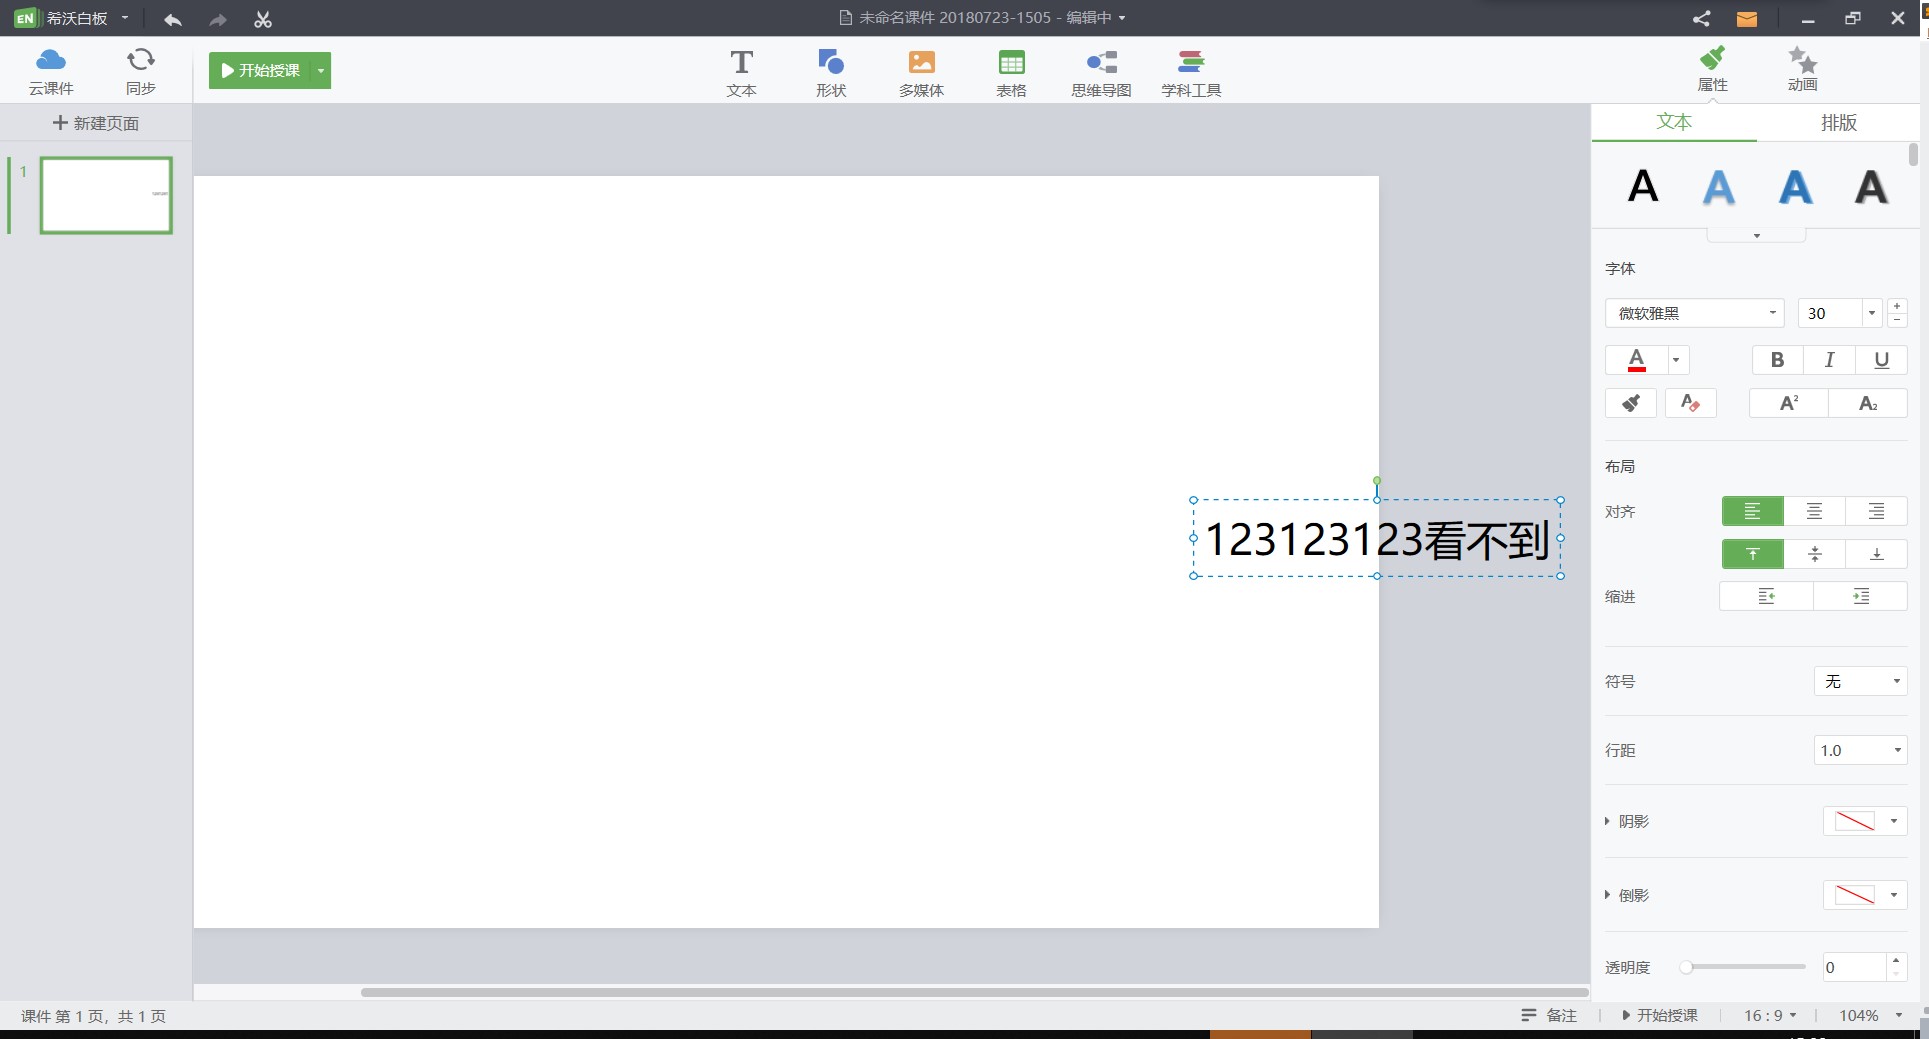 EN 希沃白板
未命名课件 20180723-1505 - 编辑中
云课件
同步
开始授课
文本
形状
多媒体
表格
思维导图
学科工具
属性
动画
新建页面
1
文本
排版
A A A A
字体
微软雅黑
30
A
B I U
A
A² A₂
123123123看不到
布局
对齐
缩进
符号
无
行距
1.0
阴影
倒影
透明度
0
课件 第 1 页，共 1 页
备注
开始授课
16 : 9
104%